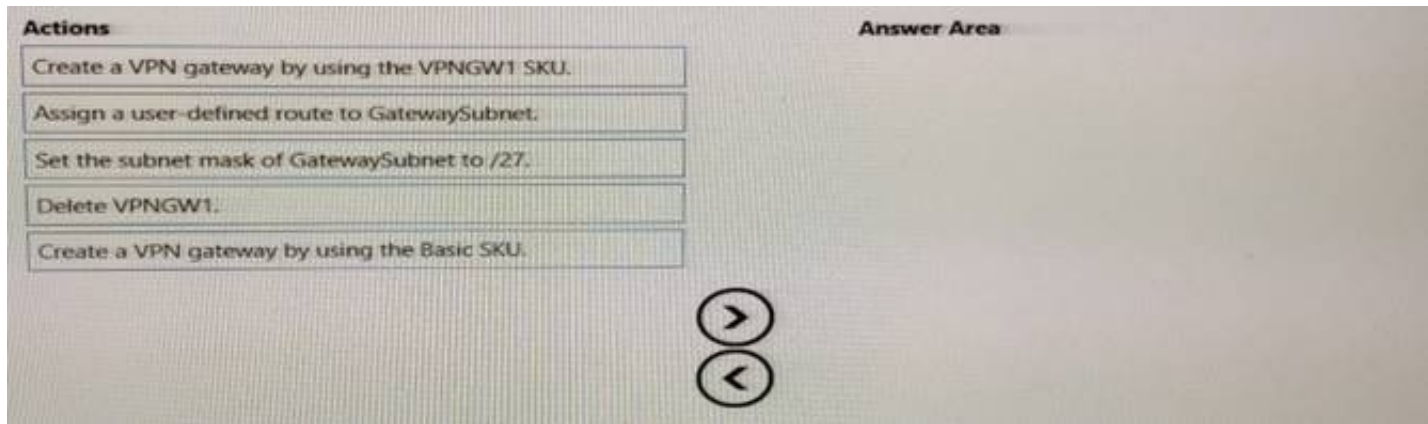 Actions
Answer Area
Create a VPN gateway by using the VPNGW1 SKU.
Assign a user-defined route to GatewaySubnet.
Set the subnet mask of GatewaySubnet to /27.
Delete VPNGW1.
Create a VPN gateway by using the Basic SKU.